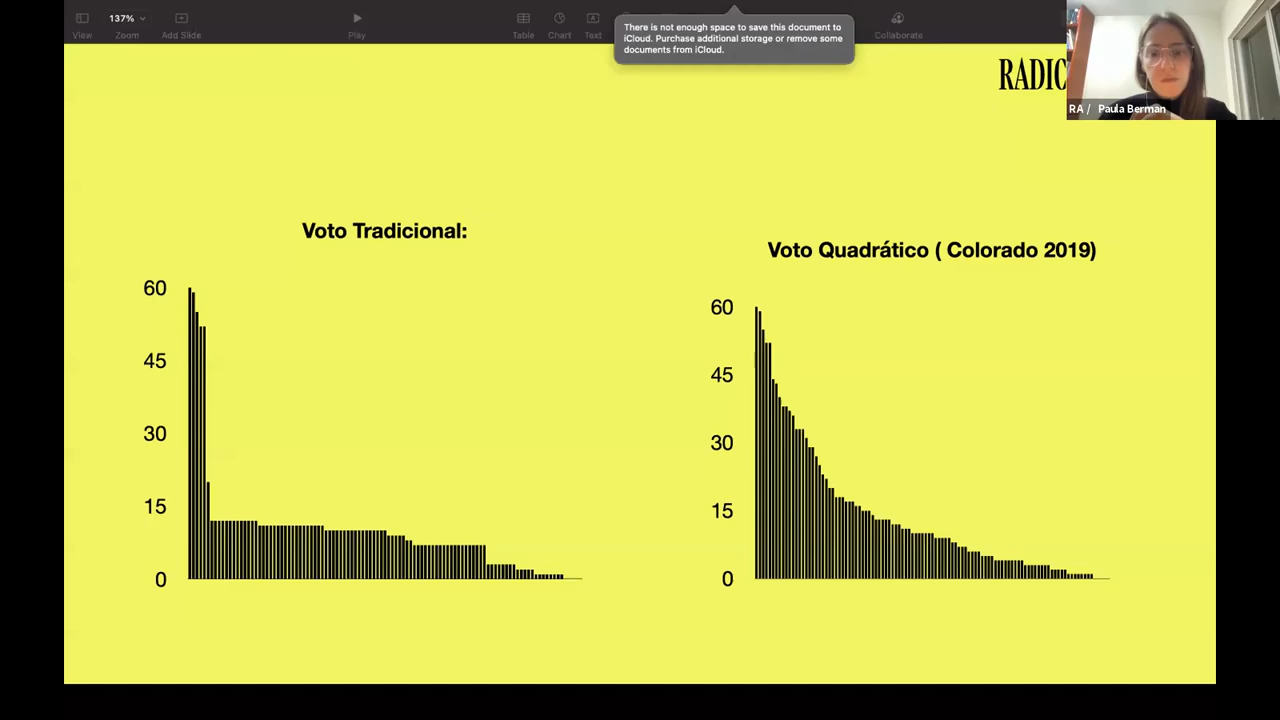 137%
View
Zoom
Add Slide
Play
Table
Chart
Text
There is not enough space to save this document to
iCloud. Purchase additional storage or remove some
documents from iCloud.
Collaborate
RADIC
RA / Paula Berman
Voto Tradicional:
60
45
30
15
0
Voto Quadrático ( Colorado 2019)
60
45
30
15
0